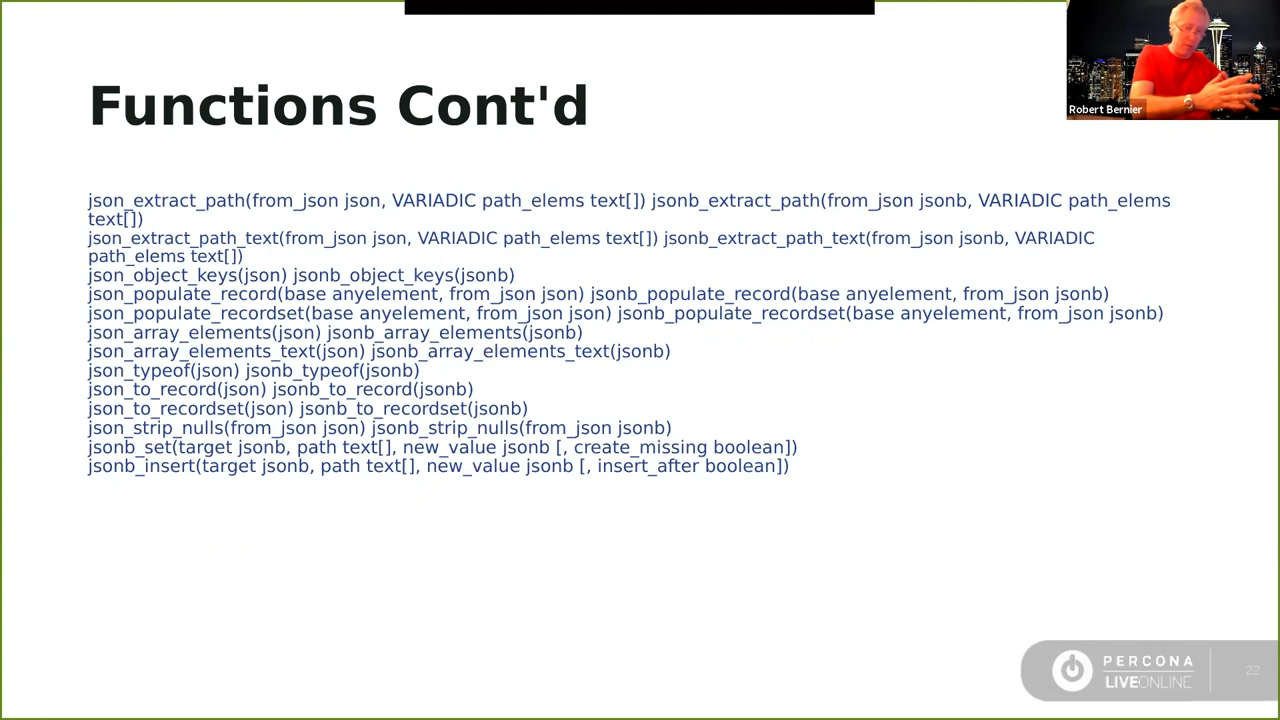 Robert Bernier
Functions Cont'd
json_extract_path(from_json json, VARIADIC path_elems text[]) jsonb_extract_path(from_json jsonb, VARIADIC path_elems
text[])
json_extract_path_text(from_json json, VARIADIC path_elems text[]) jsonb_extract_path_text(from_json jsonb, VARIADIC
path_elems text[])
json_object_keys(json) jsonb_object_keys(jsonb)
json_populate_record(base anyelement, from_json json) jsonb_populate_record(base anyelement, from_json jsonb)
json_populate_recordset(base anyelement, from_json json) jsonb_populate_recordset(base anyelement, from_json jsonb)
json_array_elements(json) jsonb_array_elements(jsonb)
json_array_elements_text(json) jsonb_array_elements_text(jsonb)
json_typeof(json) jsonb_typeof(jsonb)
json_to_record(json) jsonb_to_record(jsonb)
json_to_recordset(json) jsonb_to_recordset(jsonb)
json_strip_nulls(from_json json) jsonb_strip_nulls(from_json jsonb)
jsonb_set(target jsonb, path text[], new_value jsonb [, create_missing boolean])
jsonb_insert(target jsonb, path text[], new_value jsonb [, insert_after boolean])
PERCONA
LIVEONLINE
22